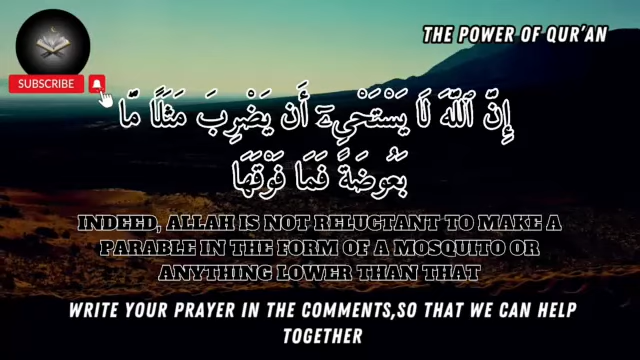 THE POWER OF QUR'AN
SUBSCRIBE
إِنَّ ٱللَّهَ لَا يَسْتَحْىِۦٓ أَن يَضْرِبَ مَثَلًا مَّا
بَعُوضَةً فَمَا فَوْقَهَا
INDEED, ALLAH IS NOT RELUCTANT TO MAKE A
PARABLE IN THE FORM OF A MOSQUITO OR
ANYTHING LOWER THAN THAT
WRITE YOUR PRAYER IN THE COMMENTS,SO THAT WE CAN HELP
TOGETHER